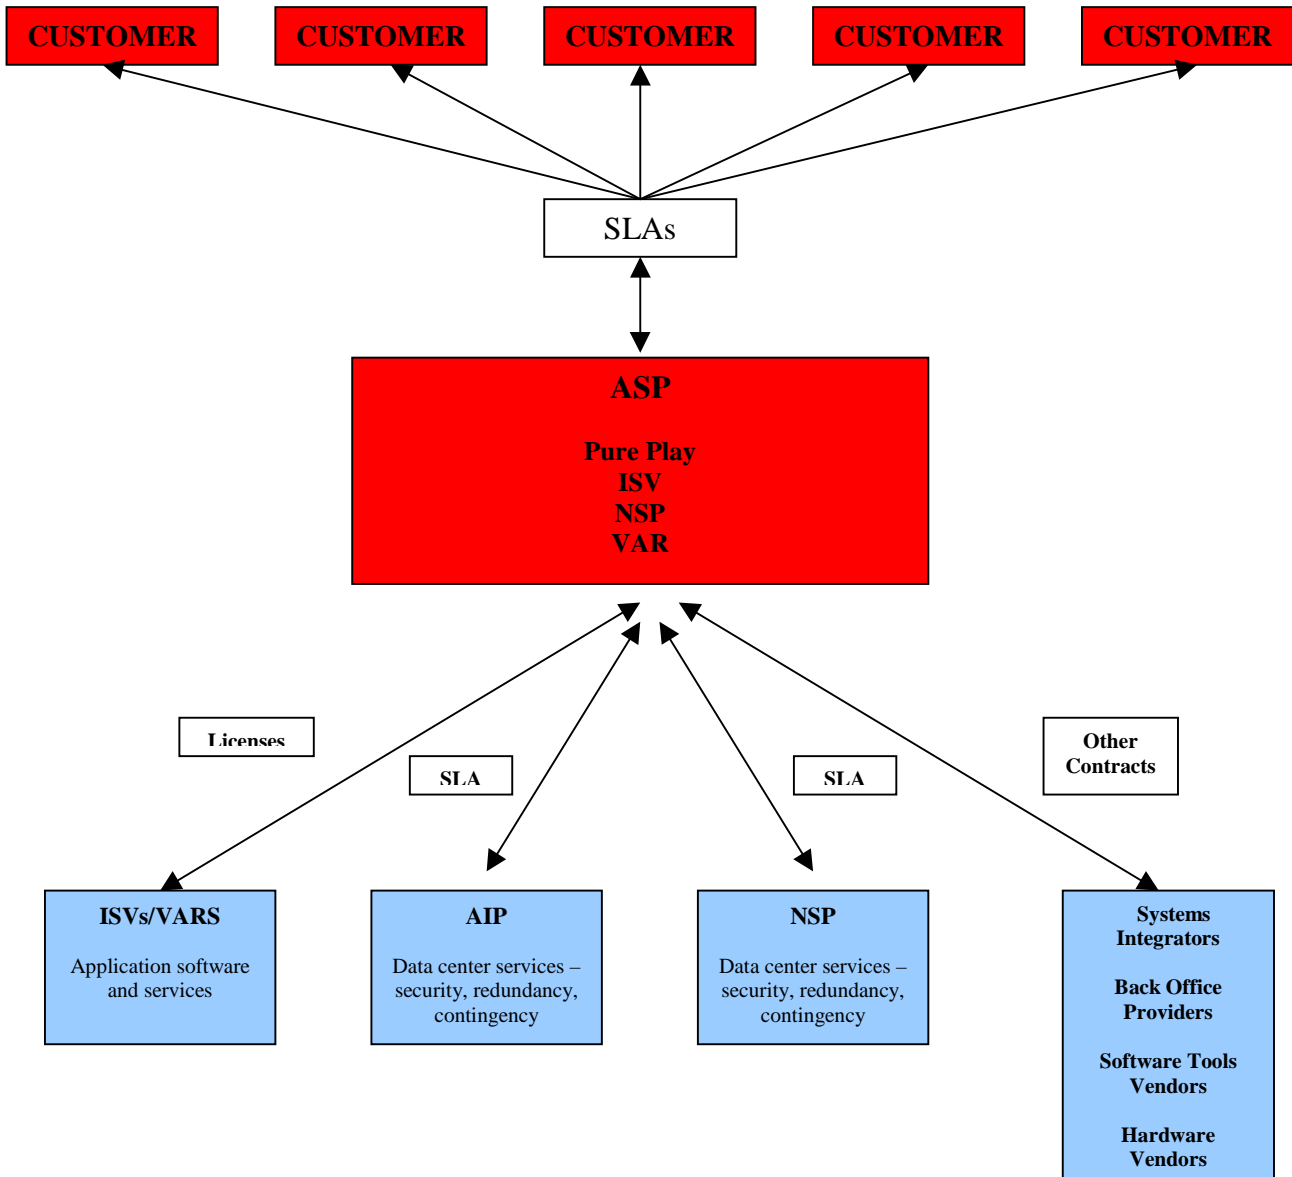 CUSTOMER CUSTOMER CUSTOMER CUSTOMER CUSTOMER
SLAs
ASP
Pure Play
ISV
NSP
VAR
Licenses
SLA
SLA
Other
Contracts
ISVs/VARS
Application software
and services
AIP
Data center services –
security, redundancy,
contingency
NSP
Data center services –
security, redundancy,
contingency
Systems
Integrators
Back Office
Providers
Software Tools
Vendors
Hardware
Vendors